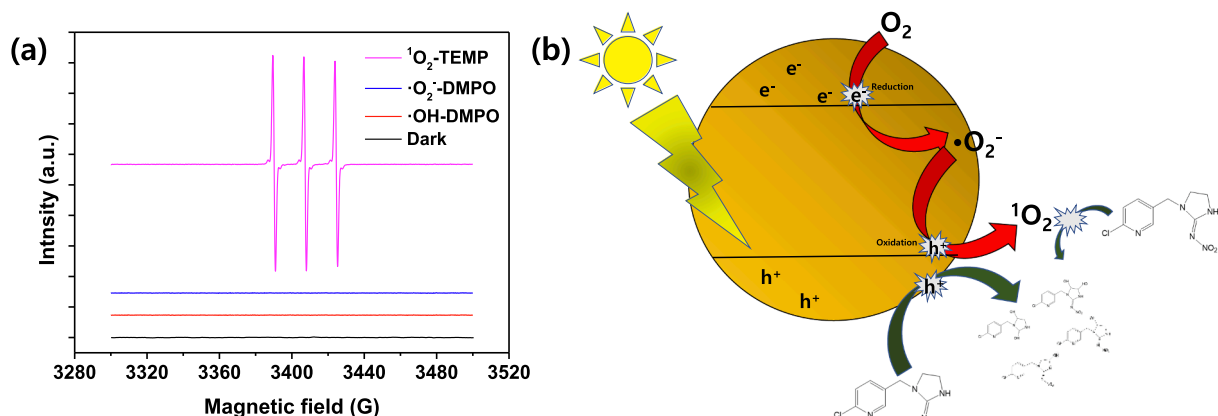 (a)
¹O₂-TEMP
·O₂⁻-DMPO
·OH-DMPO
Dark
Intnsity (a.u.)
3280 3320 3360 3400 3440 3480 3520
Magnetic field (G)
(b)
O₂
e⁻
e⁻ e⁻ Reduction
e⁻
·O₂⁻
¹O₂
Oxidation h⁺
h⁺ h⁺
h⁺
N NH
Cl N N
NO₂
N NH
Cl N